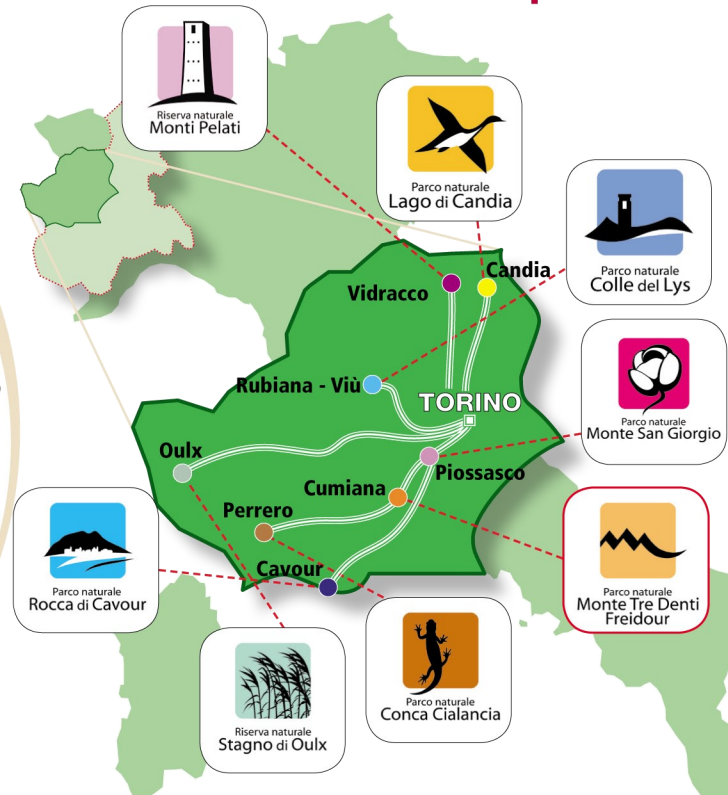 Riserva naturale
Monti Pelati
Parco naturale
Lago di Candia
Parco naturale
Colle del Lys
Candia
Vidracco
Rubiana - Viù
TORINO
Parco naturale
Monte San Giorgio
Oulx
Piossasco
Cumiana
Perrero
Cavour
Parco naturale
Rocca di Cavour
Parco naturale
Monte Tre Denti
Freidour
Riserva naturale
Stagno di Oulx
Parco naturale
Conca Cialancia